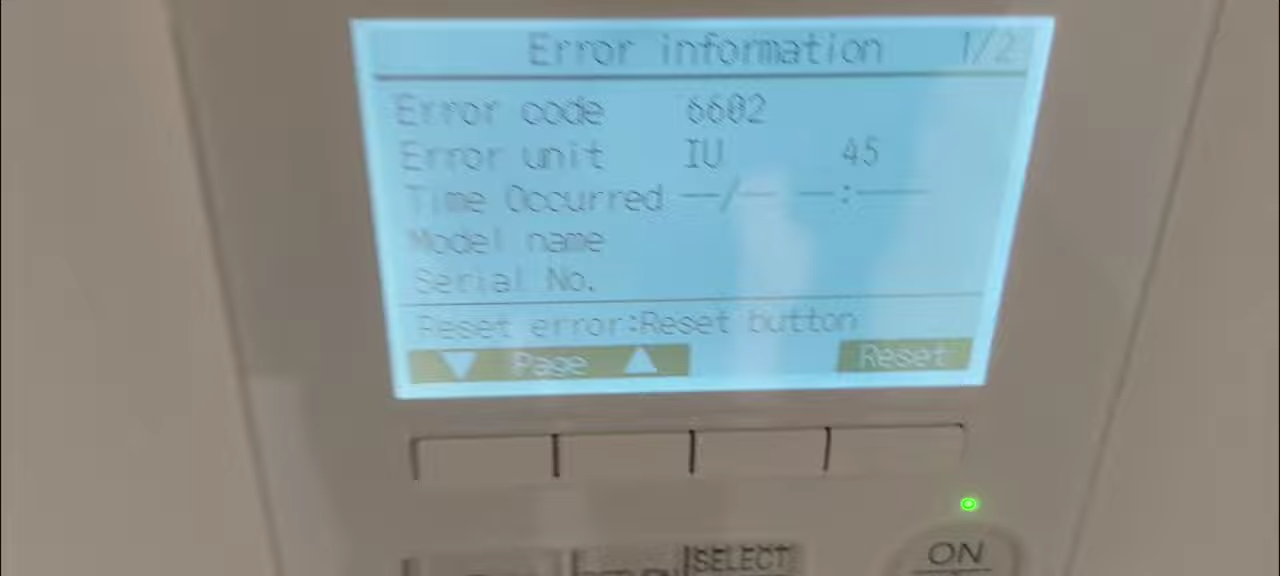 Error information 1/2
Error code 6602
Error unit IU 45
Time Occurred --/-- --:--
Model name
Serial No.
Reset error:Reset button
▼ Page ▲ Reset
SELECT
ON